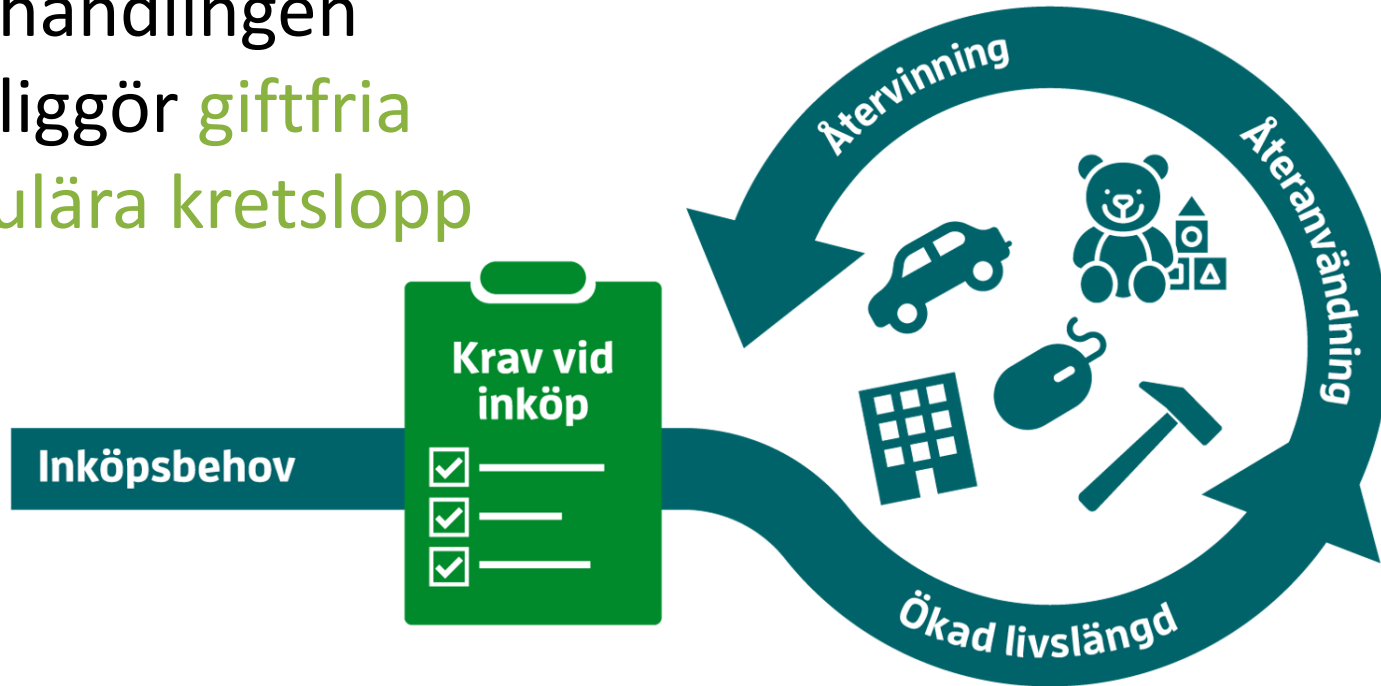 handlingen
liggör giftfria
ulära kretslopp
Krav vid
inköp
Inköpsbehov
Återvinning
Återanvändning
Ökad livslängd